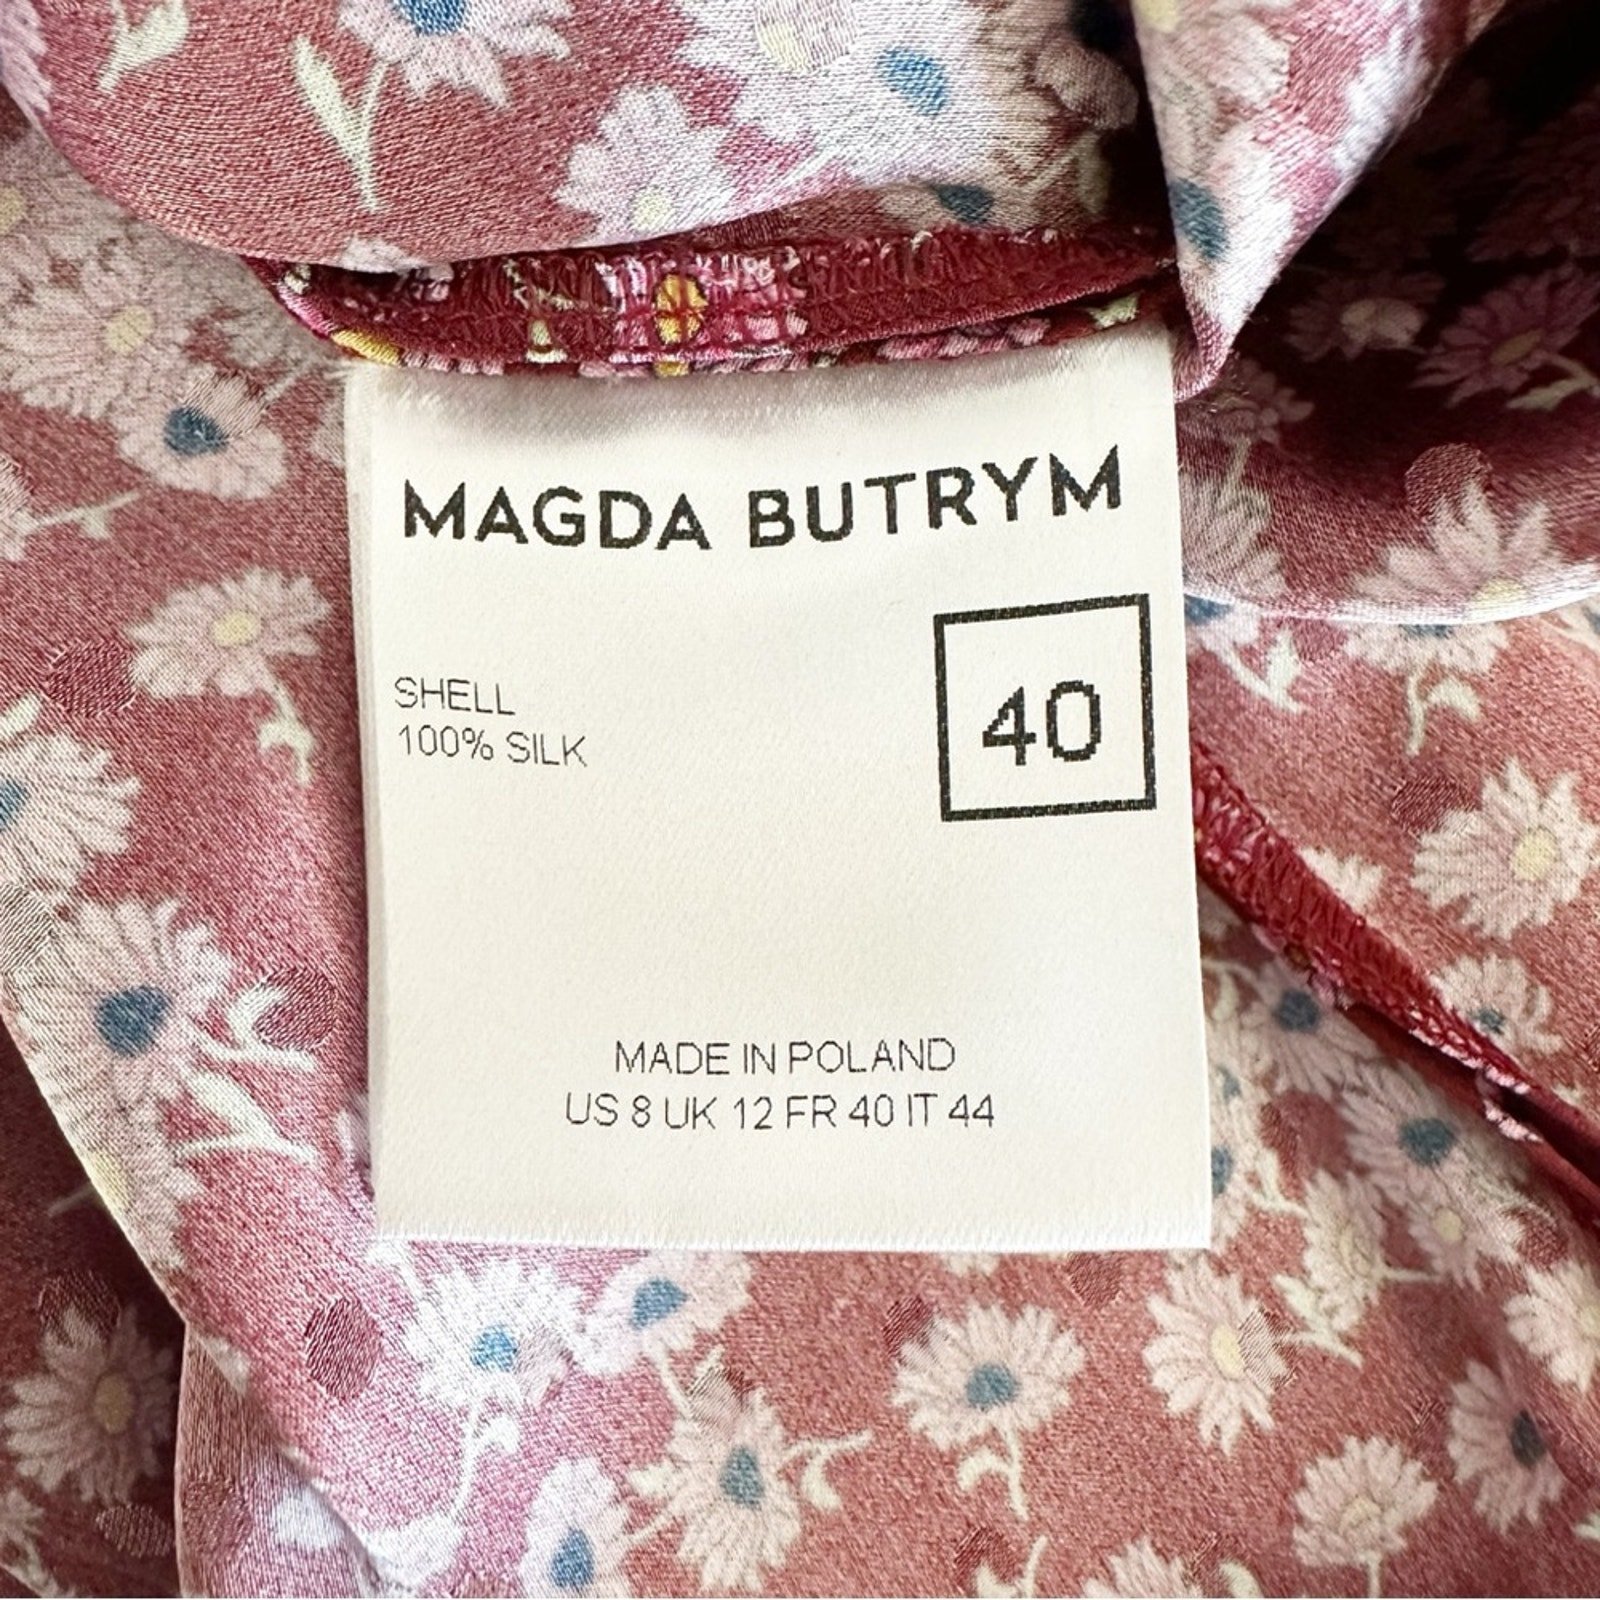 MAGDA BUTRYM
SHELL
100% SILK
40
MADE IN POLAND
US 8 UK 12 FR 40 IT 44